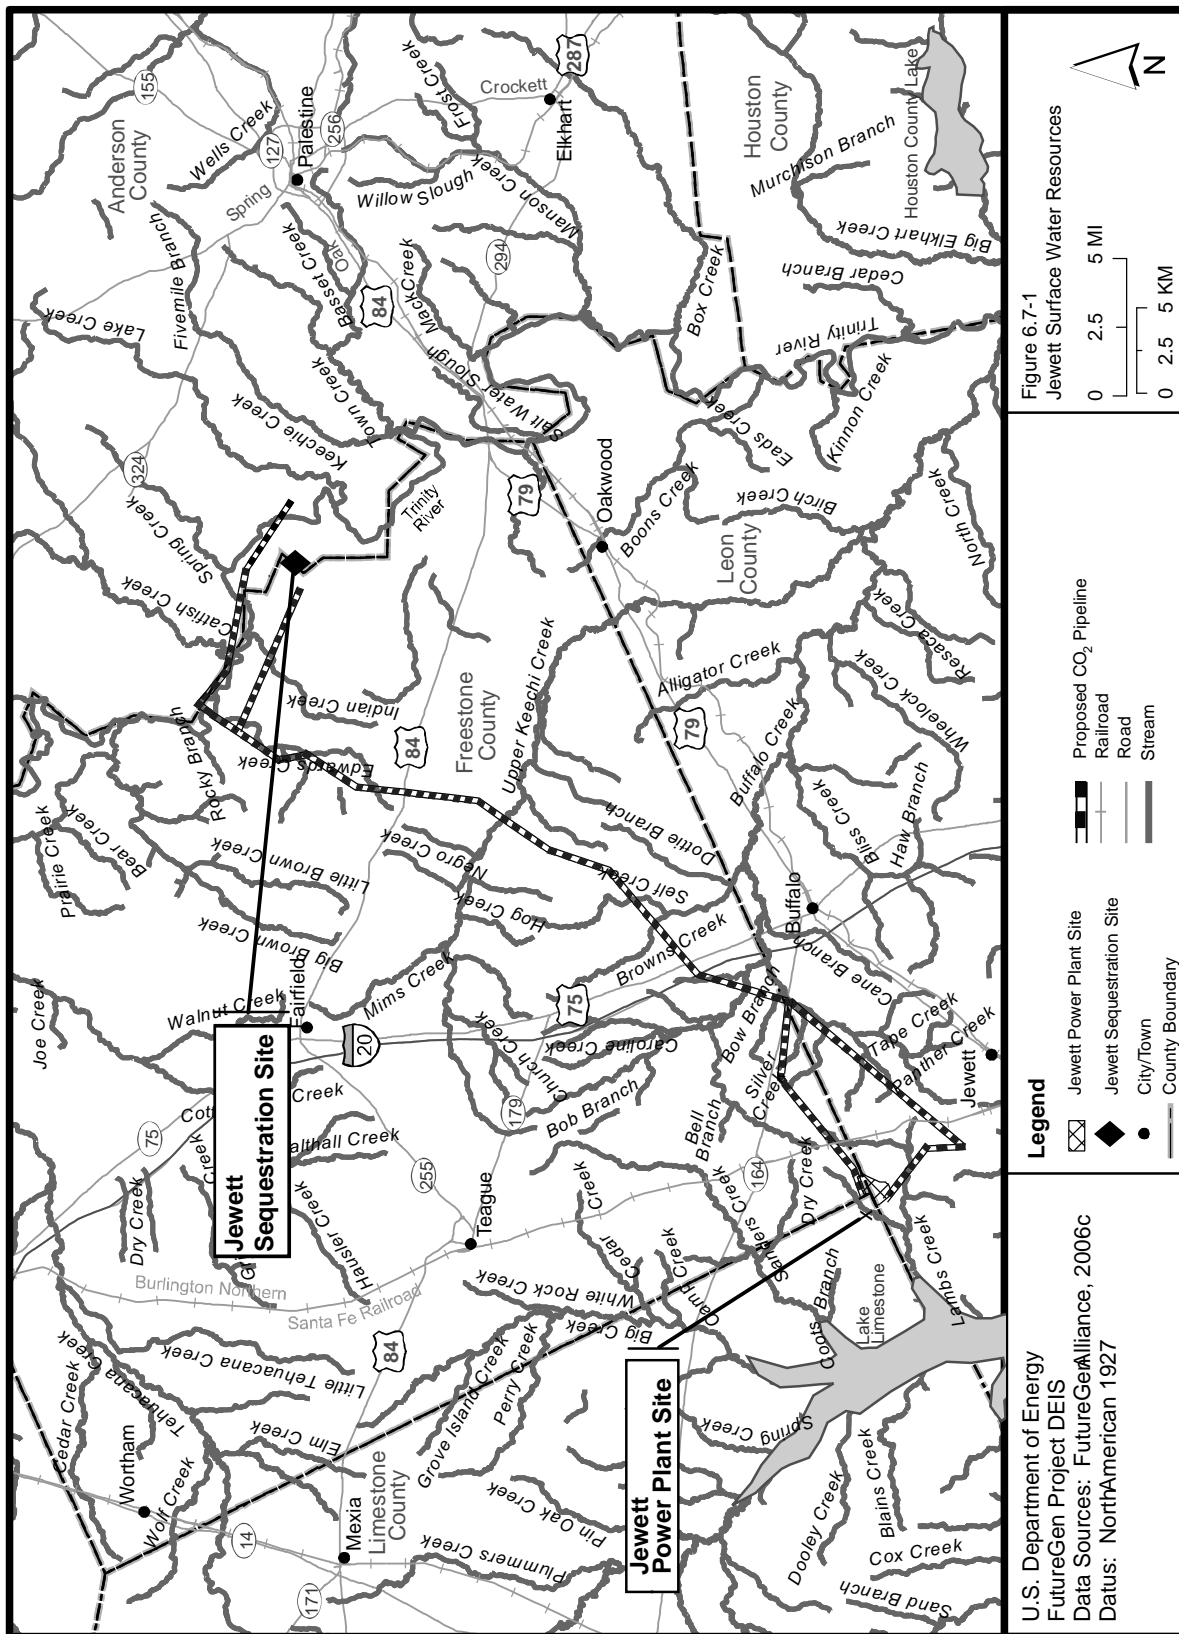 Cedar Creek
Tehuacana Creek
Wortham
Wolf Creek
Little Tehuacana Creek
Elm Creek
14
171
Mexia
Limestone
County
Plummers Creek
Pin Oak Creek
Grove Island Creek
Perry Creek
84
Burlington Northern
Santa Fe Railroad
Dry Creek
Hausler Creek
75
255
Teague
White Rock Creek
Big Creek
Cedar
Creek
Camp Creek
Joe Creek
Walnut Creek
Creek
althall Creek
Jewett
Sequestration Site
Fairfield
20
Mims Creek
Big Brown Creek
Little Brown Creek
Prairie Creek
Bear Creek
Rocky Branch
Edwards Creek
Indian Creek
Catfish Creek
Spring Creek
324
Keechie Creek
Lake Creek
Fivemile Branch
Anderson
County
155
Wells Creek
127
Palestine
256
Spring
Oak
Basset Creek
Town Creek
84
Mack Creek
Willow Slough
Frost Creek
Crockett
287
Elkhart
294
Manson Creek
Salt Water Slough
Trinity
River
79
Oakwood
Boons Creek
Freestone
County
84
Upper Keechi Creek
Negro Creek
Hog Creek
Dottie Branch
Self Creek
Browns Creek
75
Church Creek
Caroline Creek
179
Bob Branch
Bell
Branch
Silver
Creek
Bow Branch
164
Dry Creek
Sanders Creek
Jewett
Power Plant Site
Coots Branch
Lake
Limestone
Lambs Creek
Spring Creek
Dooley Creek
Blains Creek
Cox Creek
Sand Branch
Buffalo
Buffalo Creek
Cane Branch
Tape Creek
Panther Creek
Jewett
Bliss Creek
Haw Branch
Wheelock Creek
Resaca Creek
Alligator Creek
79
Leon
County
Birch Creek
North Creek
Eads Creek
Kinnon Creek
Trinity River
Box Creek
Houston
County
Murchison Branch
Houston County Lake
Big Elkhart Creek
Cedar Branch
U.S. Department of Energy
FutureGen Project DEIS
Data Sources: FutureGenAlliance, 2006c
Datus: NorthAmerican 1927
Legend
Jewett Power Plant Site
Jewett Sequestration Site
City/Town
County Boundary
Proposed CO2 Pipeline
Railroad
Road
Stream
Figure 6.7-1
Jewett Surface Water Resources
0 2.5 5 MI
0 2.5 5 KM
N